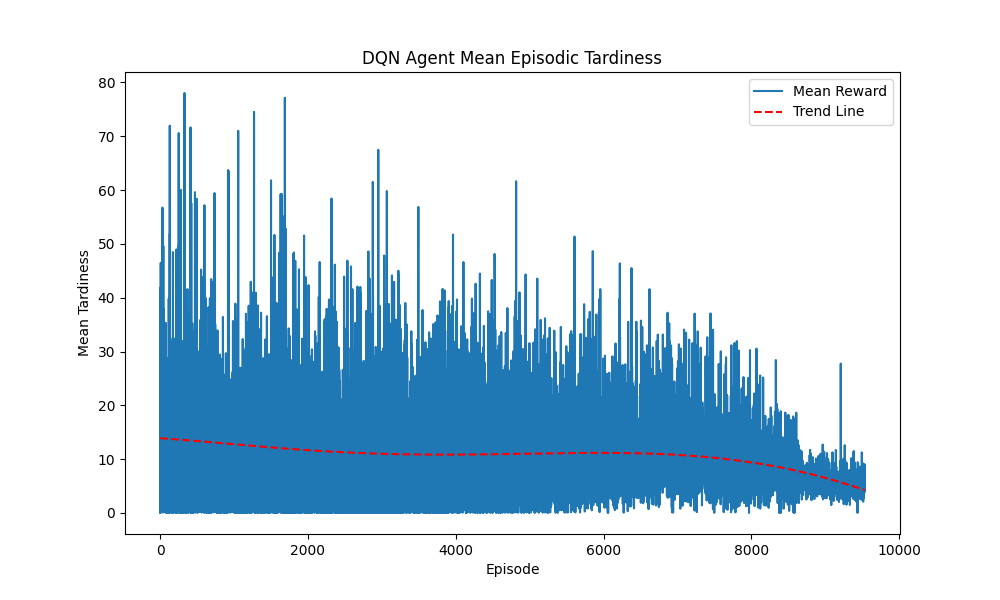 DQN Agent Mean Episodic Tardiness
Mean Reward
Trend Line
80
70
60
50
40
30
20
10
0
Mean Tardiness
0 2000 4000 6000 8000 10000
Episode